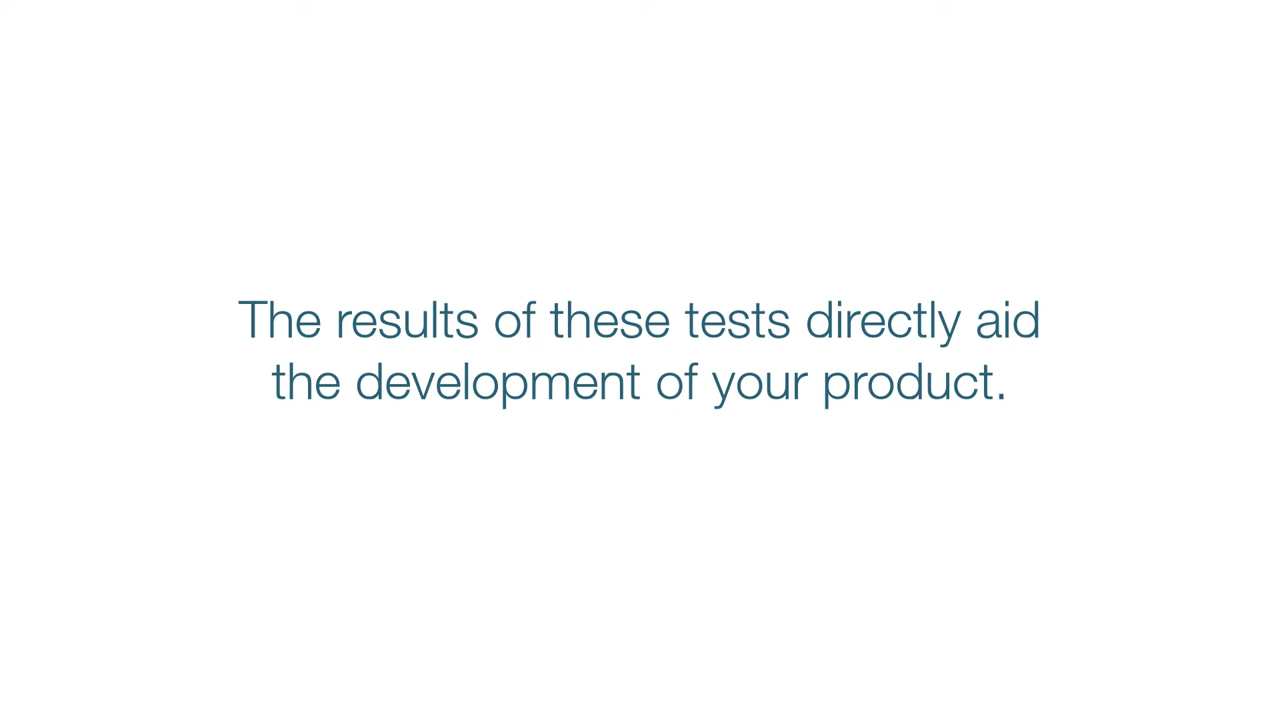 The results of these tests directly aid
the development of your product.